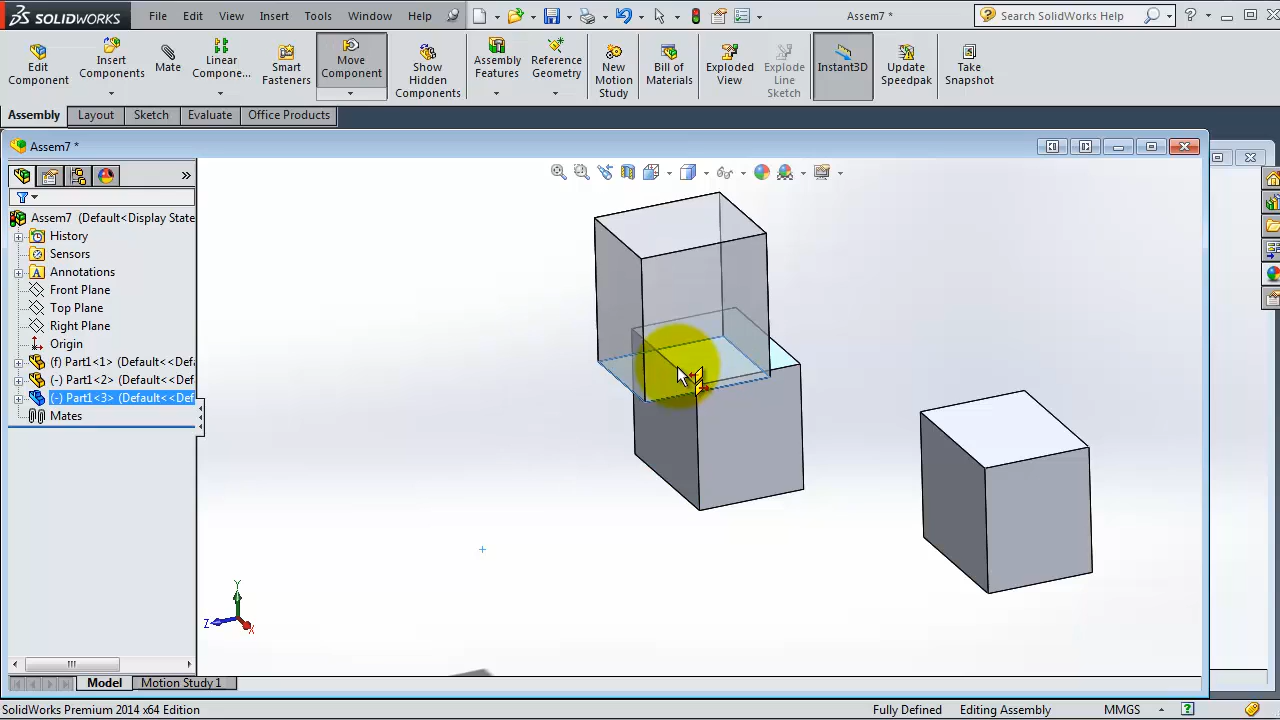 SOLIDWORKS File Edit View Insert Tools Window Help Assem7 * Search SolidWorks Help
Edit Component
Insert Components
Mate
Linear Compone...
Smart Fasteners
Move Component
Show Hidden Components
Assembly Features
Reference Geometry
New Motion Study
Bill of Materials
Exploded View
Explode Line Sketch
Instant3D
Update Speedpak
Take Snapshot
Assembly Layout Sketch Evaluate Office Products
Assem7 *
Assem7 (Default<Display State
History
Sensors
Annotations
Front Plane
Top Plane
Right Plane
Origin
(f) Part1<1> (Default<<Def
(-) Part1<2> (Default<<Def
(-) Part1<3> (Default<<Def
Mates
Y
Z
X
Model Motion Study 1
SolidWorks Premium 2014 x64 Edition Fully Defined Editing Assembly MMGS